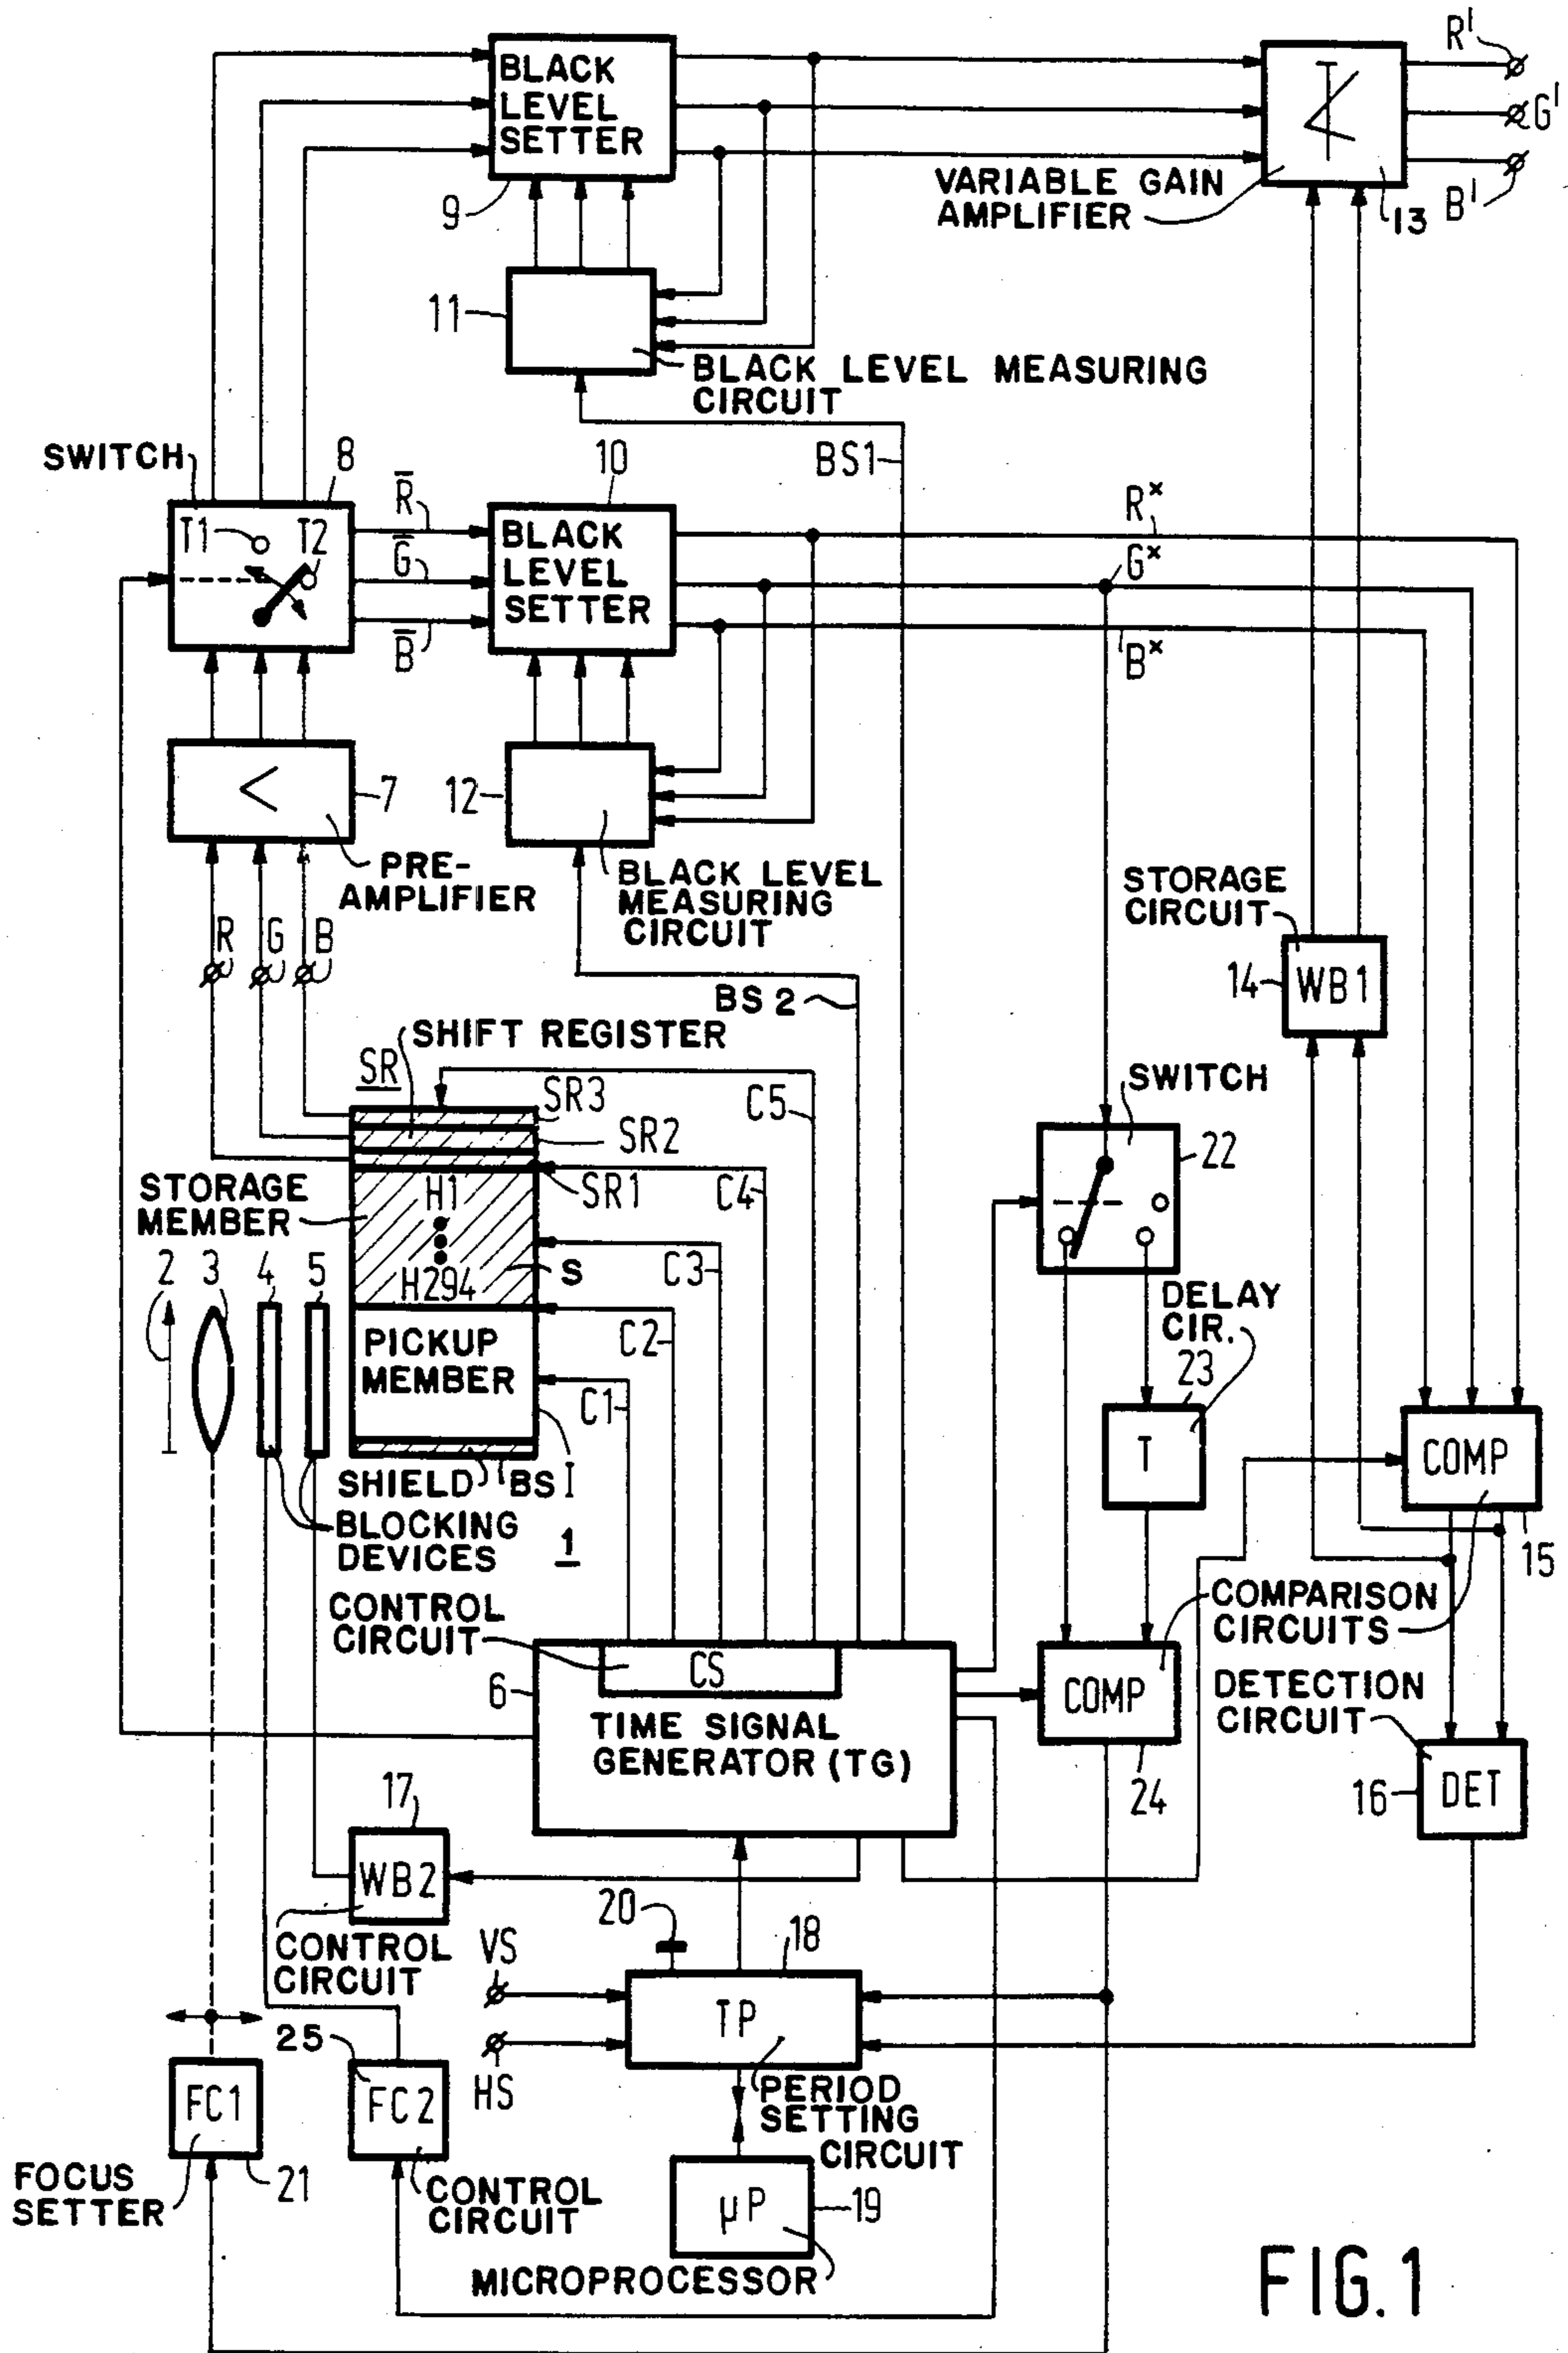 R'
G'
B'
BLACK
LEVEL
SETTER
9
VARIABLE GAIN
AMPLIFIER
13
11
BLACK LEVEL MEASURING
CIRCUIT
SWITCH
8
T1
T2
R̅
G̅
B̅
10
BLACK
LEVEL
SETTER
BS1
R×
G×
B×
<
7
PRE-
AMPLIFIER
12
BLACK LEVEL
MEASURING
CIRCUIT
R
G
B
BS2
STORAGE
CIRCUIT
14
WB1
SHIFT REGISTER
SR
SR3
SR2
SR1
C5
C4
SWITCH
22
STORAGE
MEMBER
H1
H294
S
C3
2
3
4
5
PICKUP
MEMBER
C2
C1
DELAY
CIR.
23
T
SHIELD
BS
I
BLOCKING
DEVICES
1
COMP
15
CONTROL
CIRCUIT
CS
6
TIME SIGNAL
GENERATOR (TG)
COMPARISON
CIRCUITS
COMP
24
DETECTION
CIRCUIT
16
DET
17
WB2
CONTROL
CIRCUIT
20
VS
HS
18
TP
PERIOD
SETTING
CIRCUIT
25
FC1
FC2
FOCUS
SETTER
21
CONTROL
CIRCUIT
μP
19
MICROPROCESSOR
FIG.1